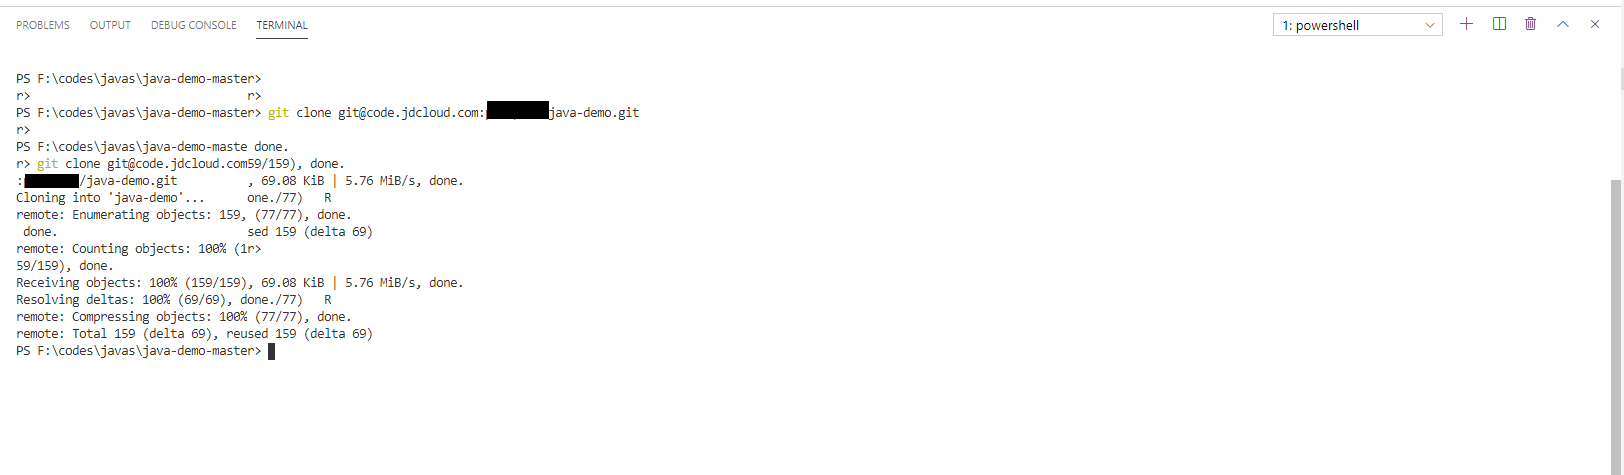 PROBLEMS OUTPUT DEBUG CONSOLE TERMINAL 1: powershell
PS F:\codes\javas\java-demo-master>
r> r>
PS F:\codes\javas\java-demo-master> git clone git@code.jdcloud.com: java-demo.git
r>
PS F:\codes\javas\java-demo-maste done.
r> git clone git@code.jdcloud.com59/159), done.
: /java-demo.git , 69.08 KiB | 5.76 MiB/s, done.
Cloning into 'java-demo'... one./77) R
remote: Enumerating objects: 159, (77/77), done.
done. sed 159 (delta 69)
remote: Counting objects: 100% (1r>
59/159), done.
Receiving objects: 100% (159/159), 69.08 KiB | 5.76 MiB/s, done.
Resolving deltas: 100% (69/69), done./77) R
remote: Compressing objects: 100% (77/77), done.
remote: Total 159 (delta 69), reused 159 (delta 69)
PS F:\codes\javas\java-demo-master>